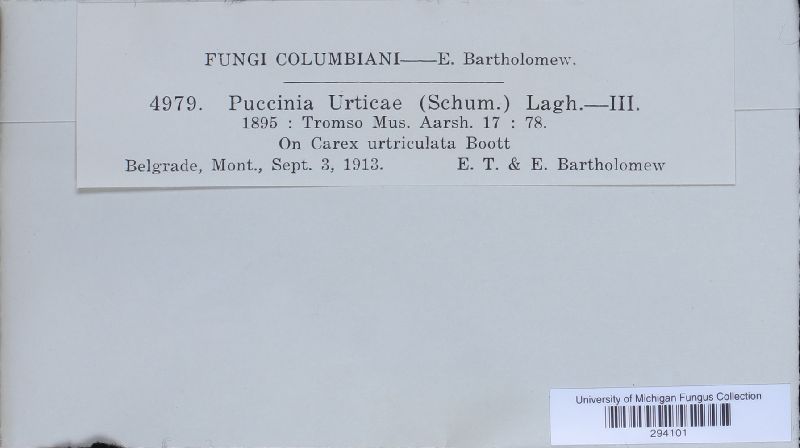 FUNGI COLUMBIANI——E. Bartholomew.
4979. Puccinia Urticae (Schum.) Lagh.—III.
1895 : Tromso Mus. Aarsh. 17 : 78.
On Carex urtriculata Boott
Belgrade, Mont., Sept. 3, 1913. E. T. & E. Bartholomew
University of Michigan Fungus Collection
294101